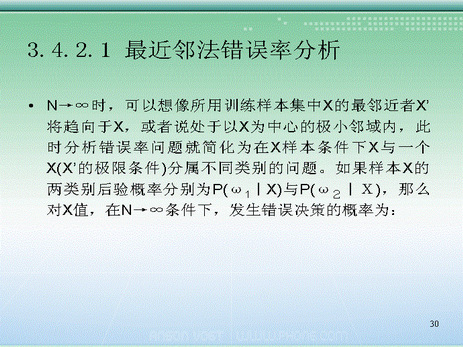 3.4.2.1 最近邻法错误率分析
• N→∞时，可以想像所用训练样本集中X的最邻近者X’
将趋向于X，或者说处于以X为中心的极小邻域内，此
时分析错误率问题就简化为在X样本条件下X与一个
X(X’的极限条件)分属不同类别的问题。如果样本X的
两类别后验概率分别为P(ω1|X)与P(ω2|X)，那么
对X值，在N→∞条件下，发生错误决策的概率为：
30